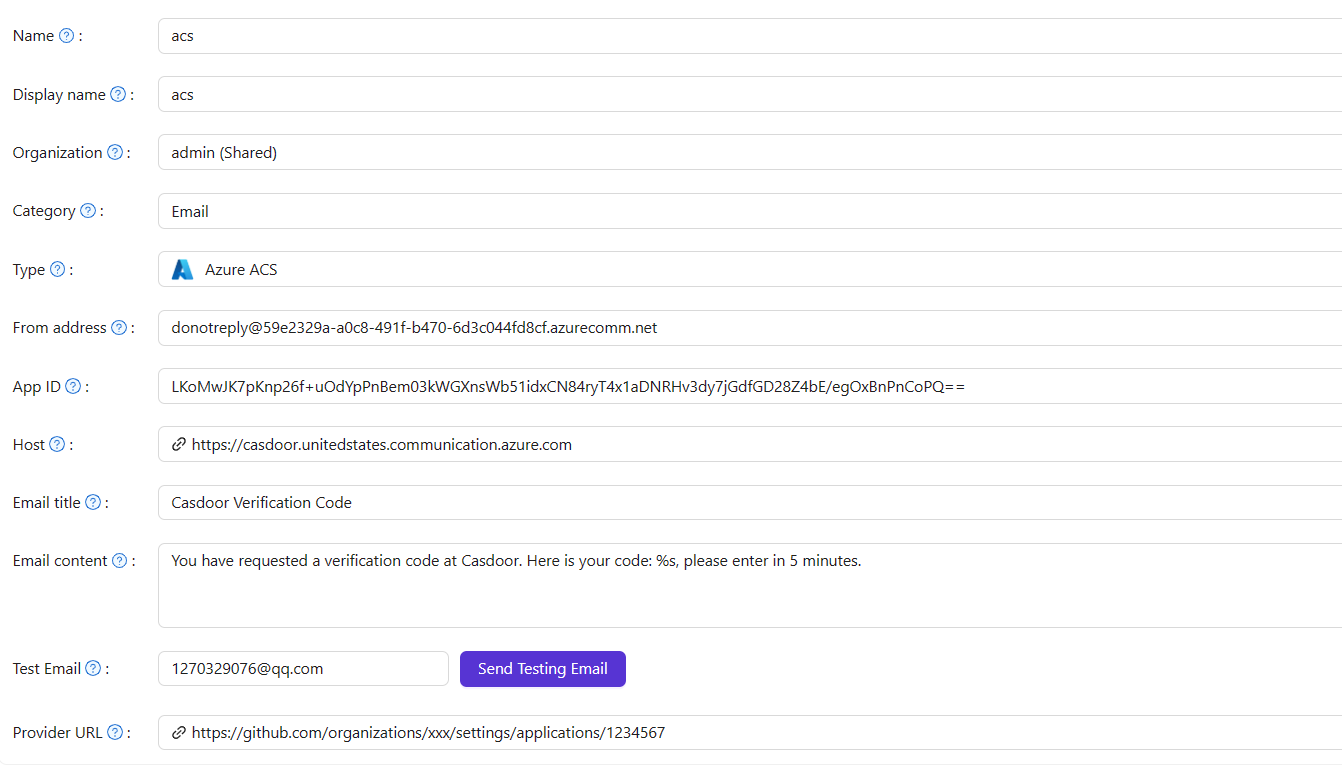 Name ? : acs
Display name ? : acs
Organization ? : admin (Shared)
Category ? : Email
Type ? : Azure ACS
From address ? : donotreply@59e2329a-a0c8-491f-b470-6d3c044fd8cf.azurecomm.net
App ID ? : LKoMwJK7pKnp26f+uOdYpPnBem03kWGXnsWb51idxCN84ryT4x1aDNRHv3dy7jGdfGD28Z4bE/egOxBnPnCoPQ==
Host ? : https://casdoor.unitedstates.communication.azure.com
Email title ? : Casdoor Verification Code
Email content ? : You have requested a verification code at Casdoor. Here is your code: %s, please enter in 5 minutes.
Test Email ? : 1270329076@qq.com Send Testing Email
Provider URL ? : https://github.com/organizations/xxx/settings/applications/1234567